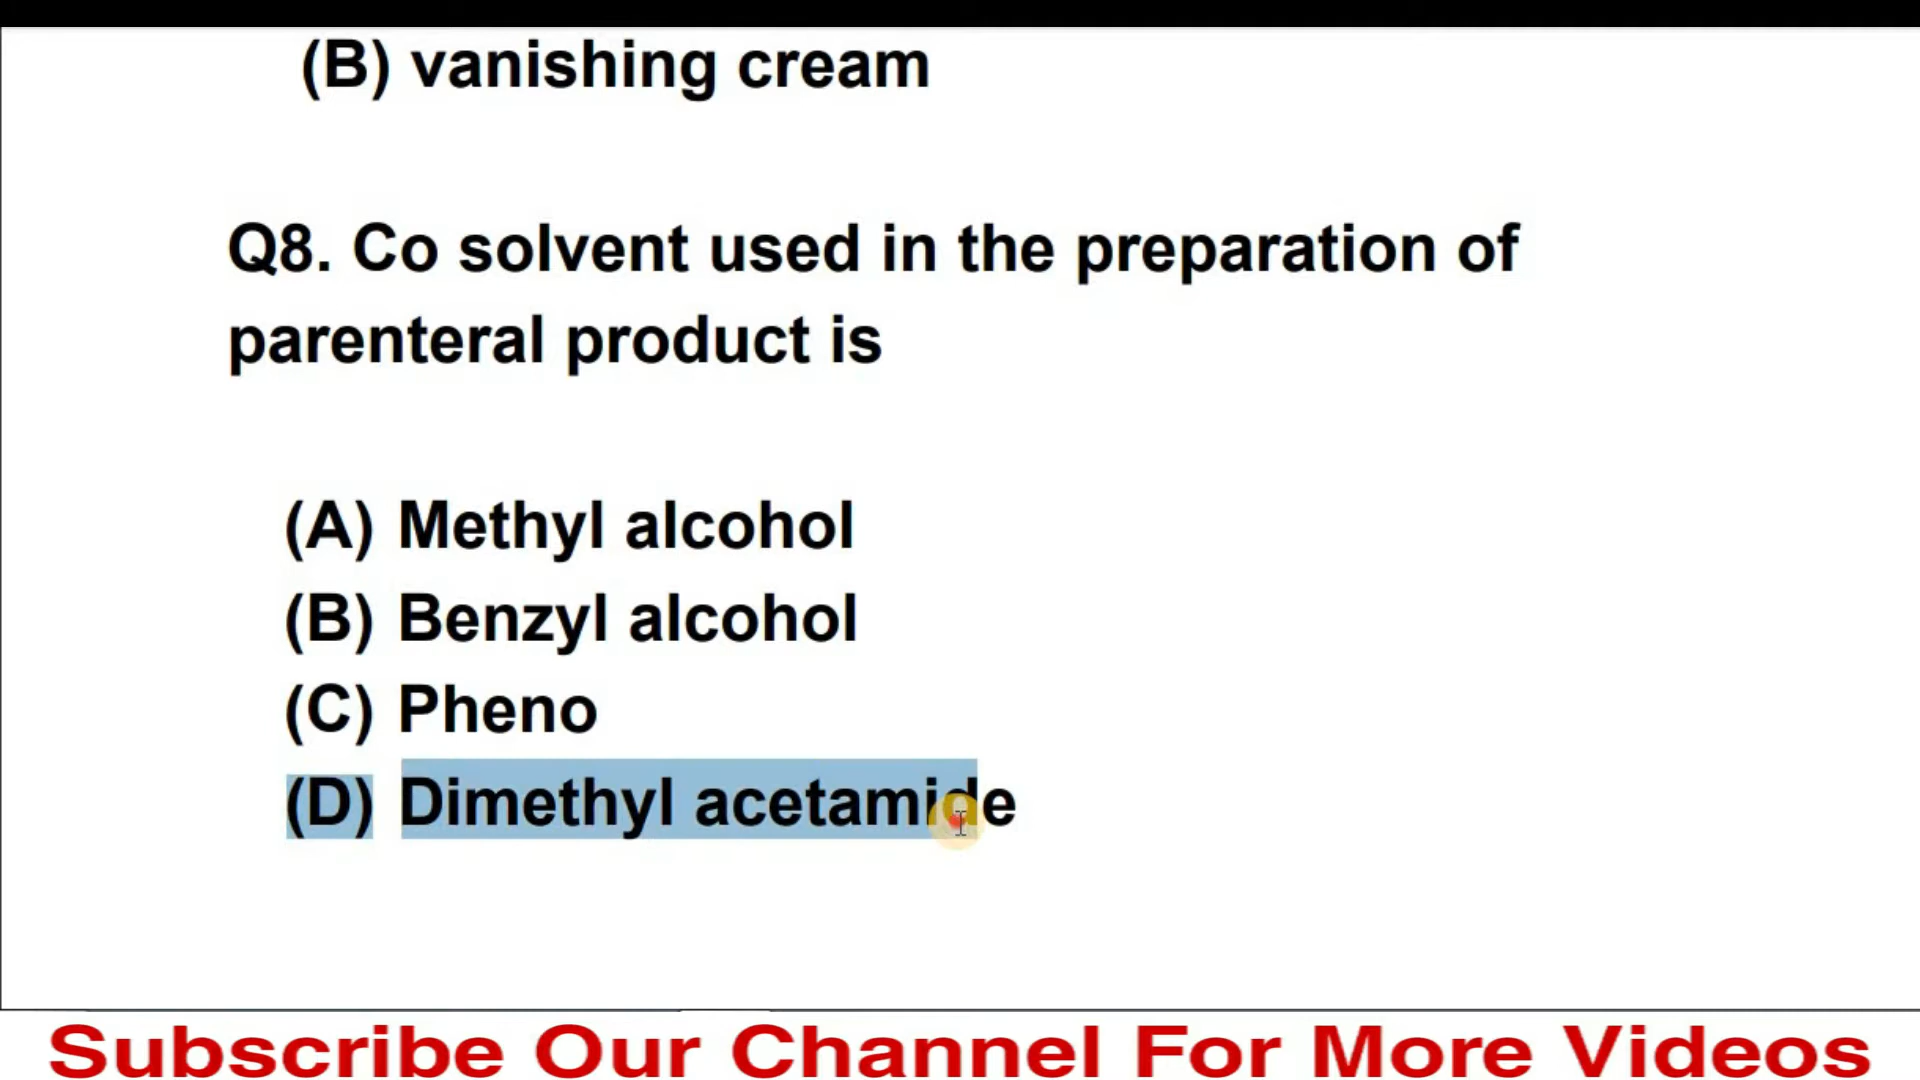 (B) vanishing cream
Q8. Co solvent used in the preparation of
parenteral product is
(A) Methyl alcohol
(B) Benzyl alcohol
(C) Pheno
(D) Dimethyl acetamide
Subscribe Our Channel For More Videos